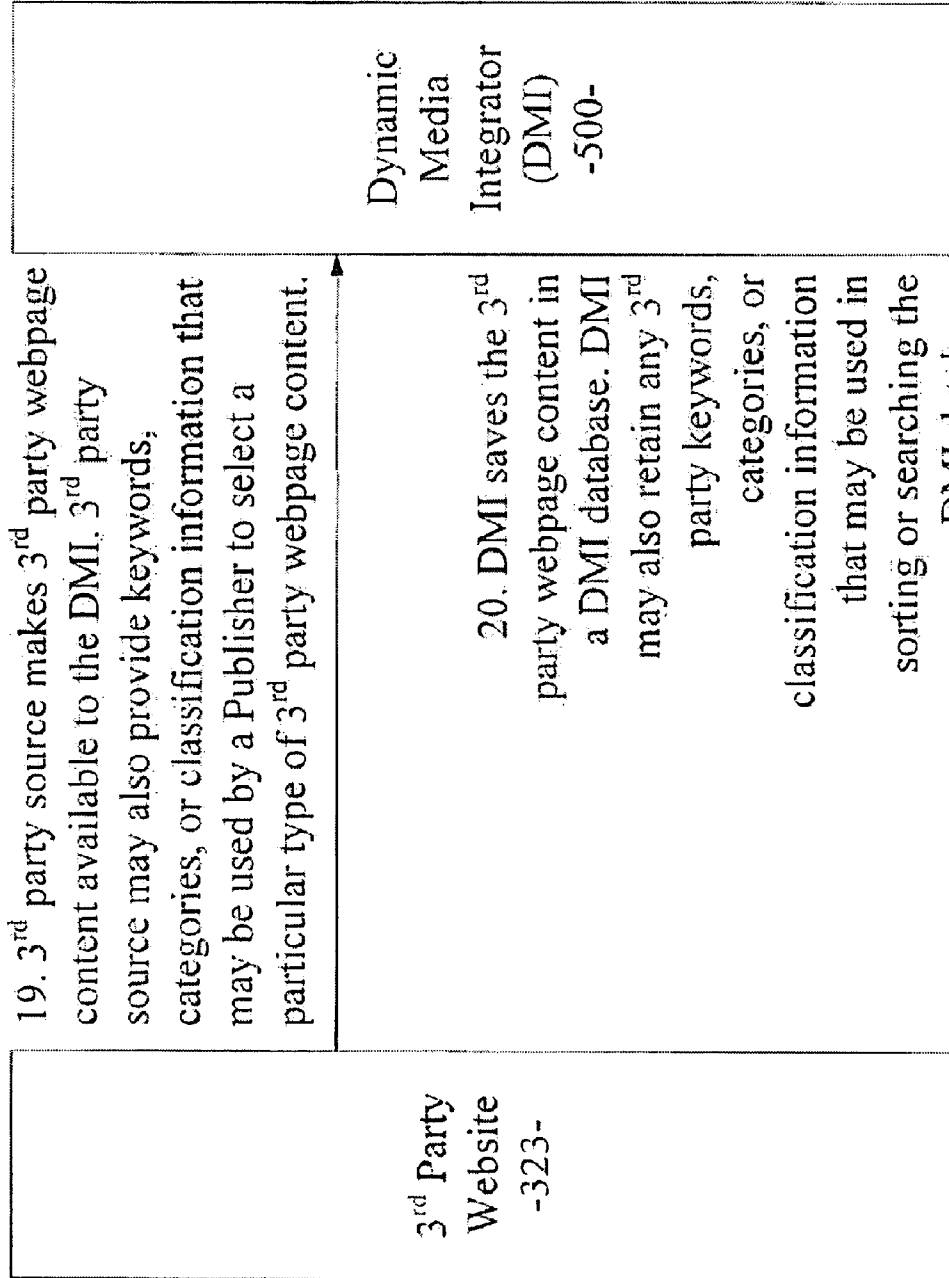 3rd Party
Website
-323-
19. 3rd party source makes 3rd party webpage
content available to the DMI. 3rd party
source may also provide keywords,
categories, or classification information that
may be used by a Publisher to select a
particular type of 3rd party webpage content.
20. DMI saves the 3rd
party webpage content in
a DMI database. DMI
may also retain any 3rd
party keywords,
categories, or
classification information
that may be used in
sorting or searching the
DMI
Dynamic
Media
Integrator
(DMI)
-500-